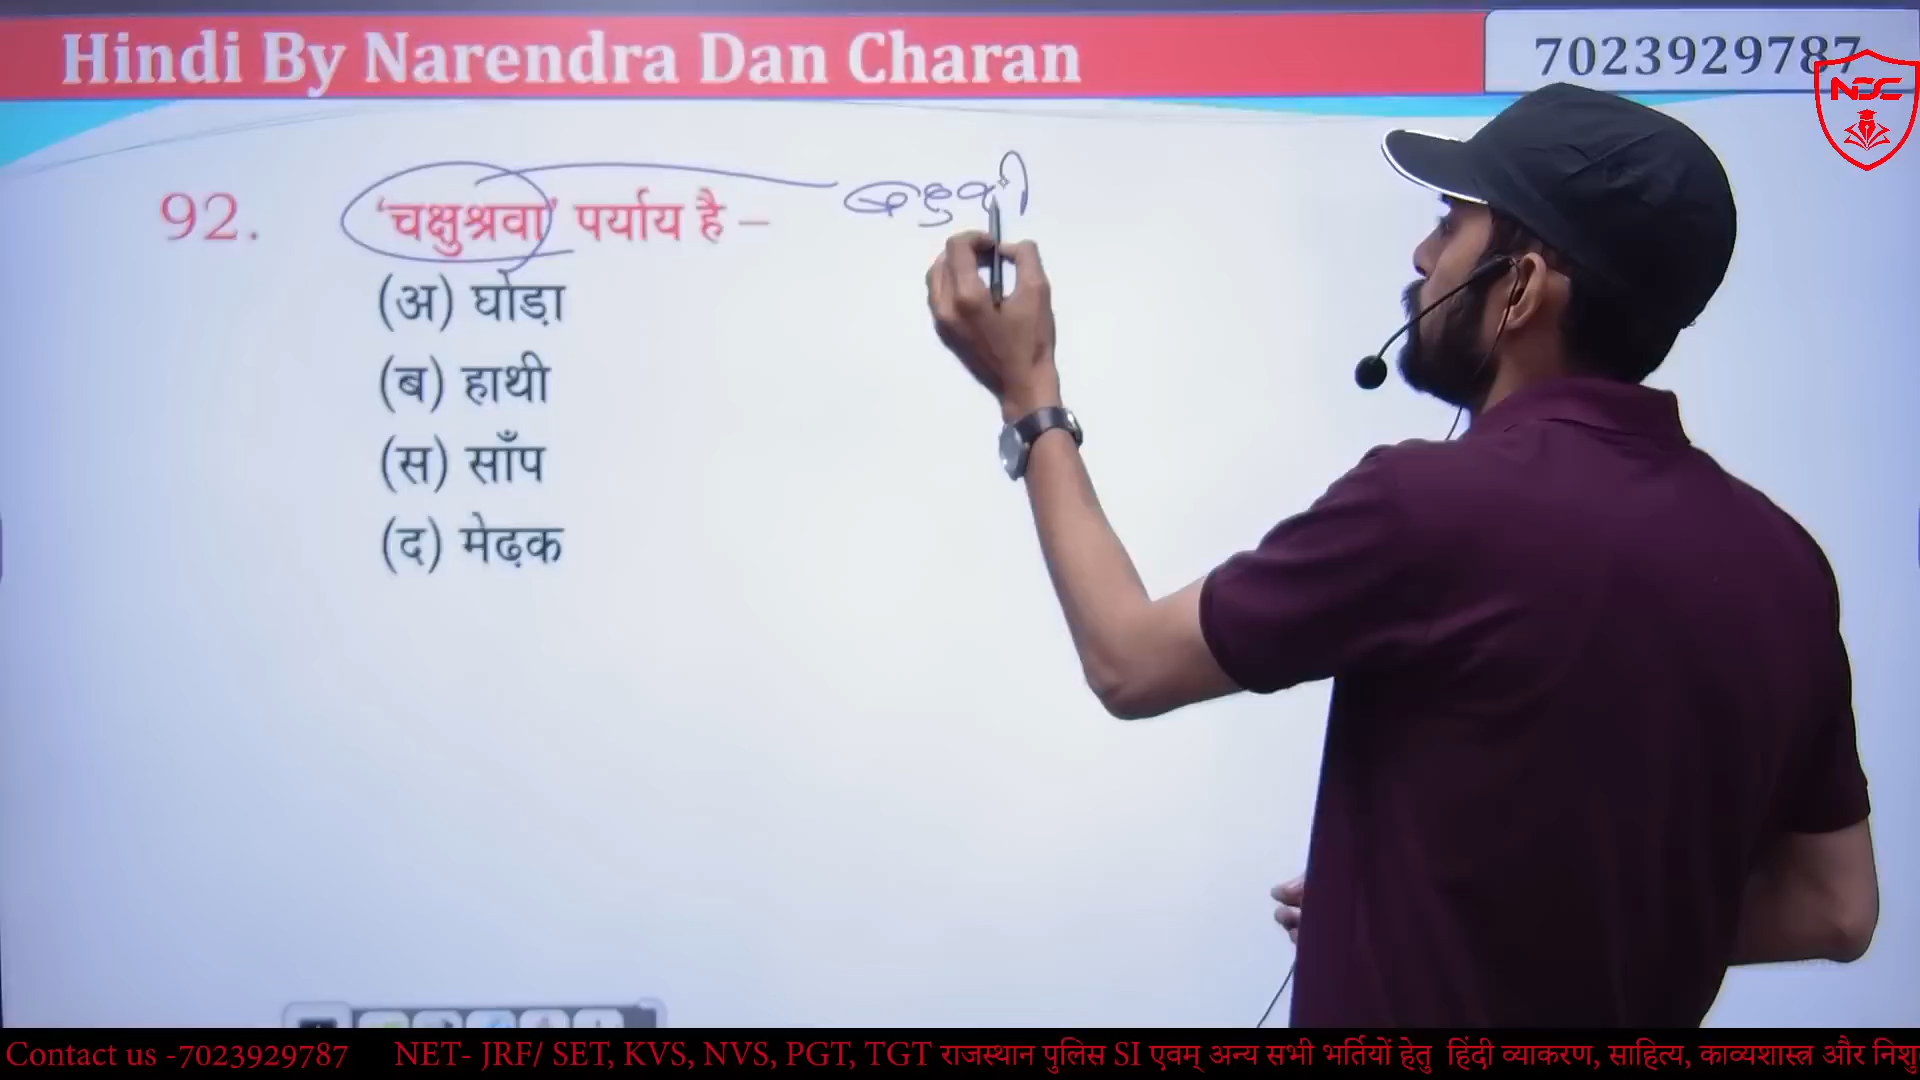 Hindi By Narendra Dan Charan
7023929787
NDC
92. 'चक्षुश्रवा' पर्याय है –
(अ) घोड़ा
(ब) हाथी
(स) साँप
(द) मेढ़क
Contact us -7023929787 NET- JRF/ SET, KVS, NVS, PGT, TGT राजस्थान पुलिस SI एवम् अन्य सभी भर्तियों हेतु हिंदी व्याकरण, साहित्य, काव्यशास्त्र और निशु